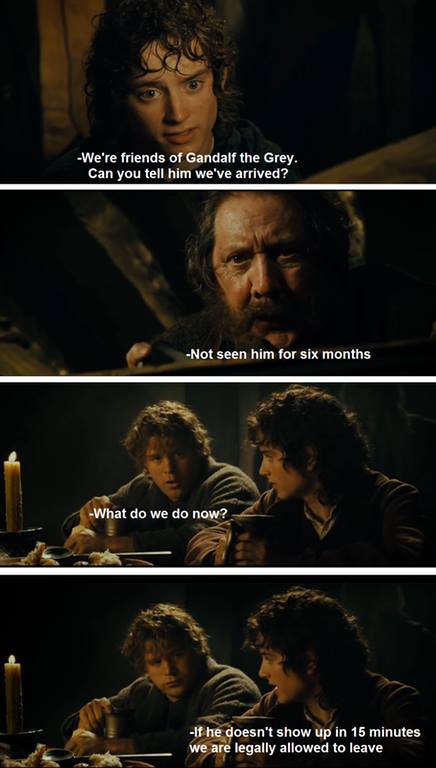 -We're friends of Gandalf the Grey.
Can you tell him we've arrived?
-Not seen him for six months
-What do we do now?
-If he doesn't show up in 15 minutes
we are legally allowed to leave